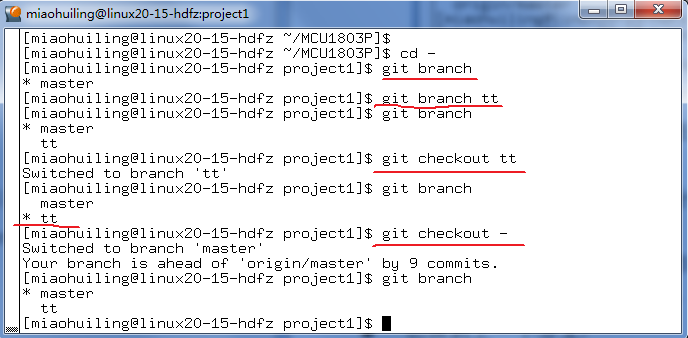 miaohuiling@linux20-15-hdfz:project1
[miaohuiling@linux20-15-hdfz ~/MCU1803P]$
[miaohuiling@linux20-15-hdfz ~/MCU1803P]$ cd -
[miaohuiling@linux20-15-hdfz project1]$ git branch
* master
[miaohuiling@linux20-15-hdfz project1]$ git branch tt
[miaohuiling@linux20-15-hdfz project1]$ git branch
* master
tt
[miaohuiling@linux20-15-hdfz project1]$ git checkout tt
Switched to branch 'tt'
[miaohuiling@linux20-15-hdfz project1]$ git branch
master
* tt
[miaohuiling@linux20-15-hdfz project1]$ git checkout -
Switched to branch 'master'
Your branch is ahead of 'origin/master' by 9 commits.
[miaohuiling@linux20-15-hdfz project1]$ git branch
* master
tt
[miaohuiling@linux20-15-hdfz project1]$